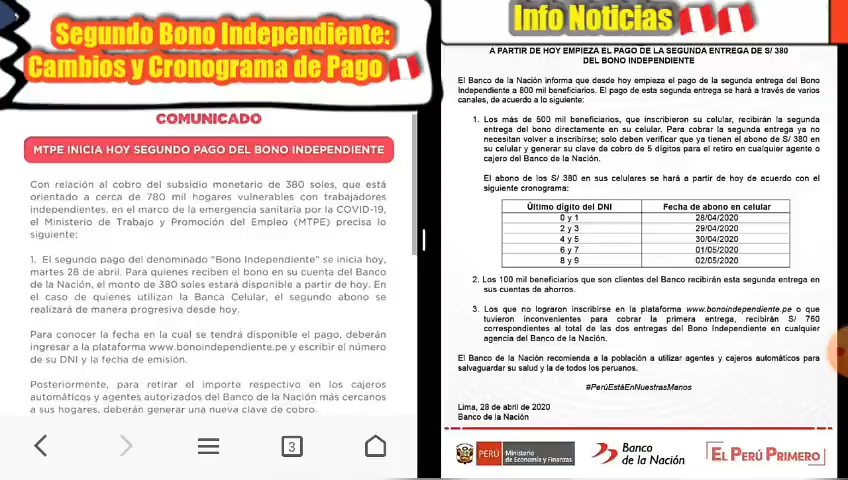 Segundo Bono Independiente:
Cambios y Cronograma de Pago
COMUNICADO
MTPE INICIA HOY SEGUNDO PAGO DEL BONO INDEPENDIENTE
Con relación al cobro del subsidio monetario de 380 soles, que está
orientado a cerca de 780 mil hogares vulnerables con trabajadores
independientes, en el marco de la emergencia sanitaria por la COVID-19,
el Ministerio de Trabajo y Promoción del Empleo (MTPE) precisa lo
siguiente:
1. El segundo pago del denominado "Bono Independiente" se inicia hoy,
martes 28 de abril. Para quienes reciben el bono en su cuenta del Banco
de la Nación, el monto de 380 soles estará disponible a partir de hoy. En
el caso de quienes utilizan la Banca Celular, el segundo abono se
realizará de manera progresiva desde hoy.
Para conocer la fecha en la cual se tendrá disponible el pago, deberán
ingresar a la plataforma www.bonoindependiente.pe y escribir el número
de su DNI y la fecha de emisión.
Posteriormente, para retirar el importe respectivo en los cajeros
automáticos y agentes autorizados del Banco de la Nación más cercanos
a sus hogares, deberán generar una nueva clave de cobro.
3
Info Noticias
A PARTIR DE HOY EMPIEZA EL PAGO DE LA SEGUNDA ENTREGA DE S/ 380
DEL BONO INDEPENDIENTE
El Banco de la Nación informa que desde hoy empieza el pago de la segunda entrega del Bono
Independiente a 800 mil beneficiarios. El pago de esta segunda entrega se hará a través de varios
canales, de acuerdo a lo siguiente:
1. Los más de 500 mil beneficiarios, que inscribieron su celular, recibirán la segunda
entrega del bono directamente en su celular. Para cobrar la segunda entrega ya no
necesitan volver a inscribirse; solo deben verificar que ya tienen el abono de S/ 380 en
su celular y generar su clave de cobro de 5 dígitos para el retiro en cualquier agente o
cajero del Banco de la Nación.
El abono de los S/ 380 en sus celulares se hará a partir de hoy de acuerdo con el
siguiente cronograma:
Último dígito del DNI Fecha de abono en celular
0 y 1 28/04/2020
2 y 3 29/04/2020
4 y 5 30/04/2020
6 y 7 01/05/2020
8 y 9 02/05/2020
2. Los 100 mil beneficiarios que son clientes del Banco recibirán esta segunda entrega en
sus cuentas de ahorros.
3. Los que no lograron inscribirse en la plataforma www.bonoindependiente.pe o que
tuvieron inconvenientes para cobrar la primera entrega, recibirán S/ 760
correspondientes al total de las dos entregas del Bono Independiente en cualquier
agencia del Banco de la Nación.
El Banco de la Nación recomienda a la población a utilizar agentes y cajeros automáticos para
salvaguardar su salud y la de todos los peruanos.
#PerúEstáEnNuestrasManos
Lima, 28 de abril de 2020
Banco de la Nación
PERÚ Ministerio
de Economía y Finanzas
Banco
de la Nación
EL PERÚ PRIMERO